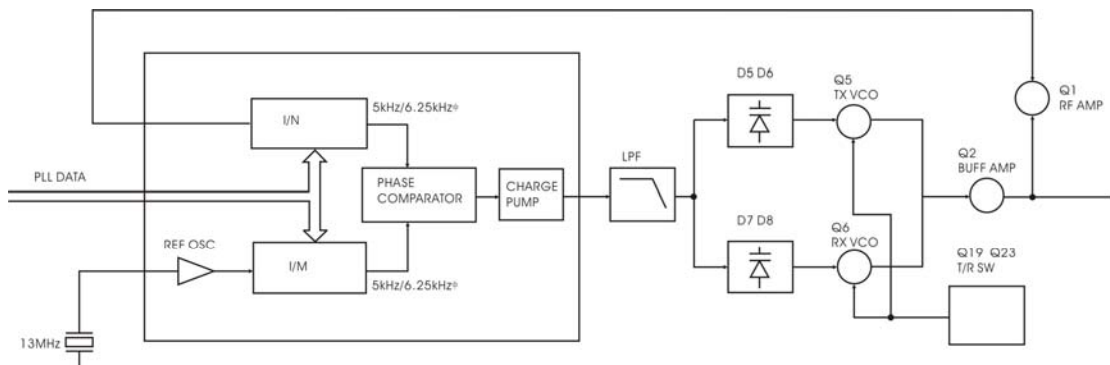 D5 D6
Q5
TX VCO
Q1
RF AMP
I/N
5kHz/6.25kHz*
Q2
BUFF AMP
LPF
PLL DATA
PHASE
COMPARATOR
CHARGE
PUMP
D7 D8
Q6
RX VCO
REF OSC
I/M
5kHz/6.25kHz*
Q19 Q23
T/R SW
13MHz